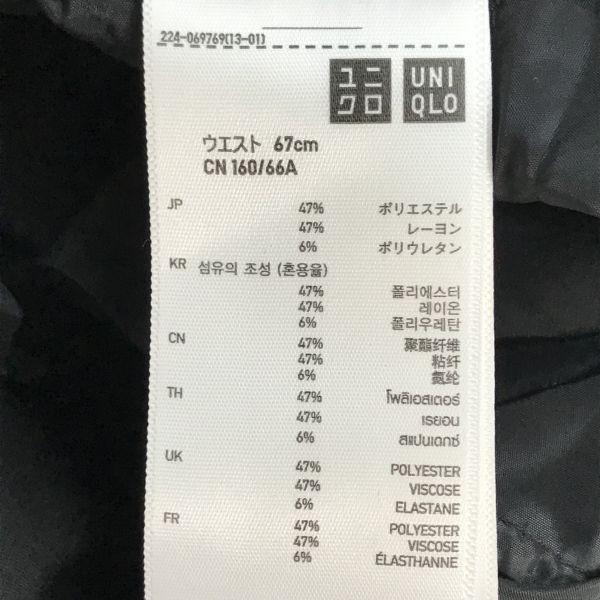 224-069769(13-01)
ユニ
クロ
UNI
QLO
ウエスト 67cm
CN 160/66A
JP 47% ポリエステル
47% レーヨン
6% ポリウレタン
KR 섬유의 조성 (혼용율)
47% 폴리에스터
47% 레이온
6% 폴리우레탄
CN 47% 聚酯纤维
47% 粘纤
6% 氨纶
TH 47% โพลิเอสเตอร์
47% เรยอน
6% สแปนเดกซ์
UK 47% POLYESTER
47% VISCOSE
6% ELASTANE
FR 47% POLYESTER
47% VISCOSE
6% ÉLASTHANNE